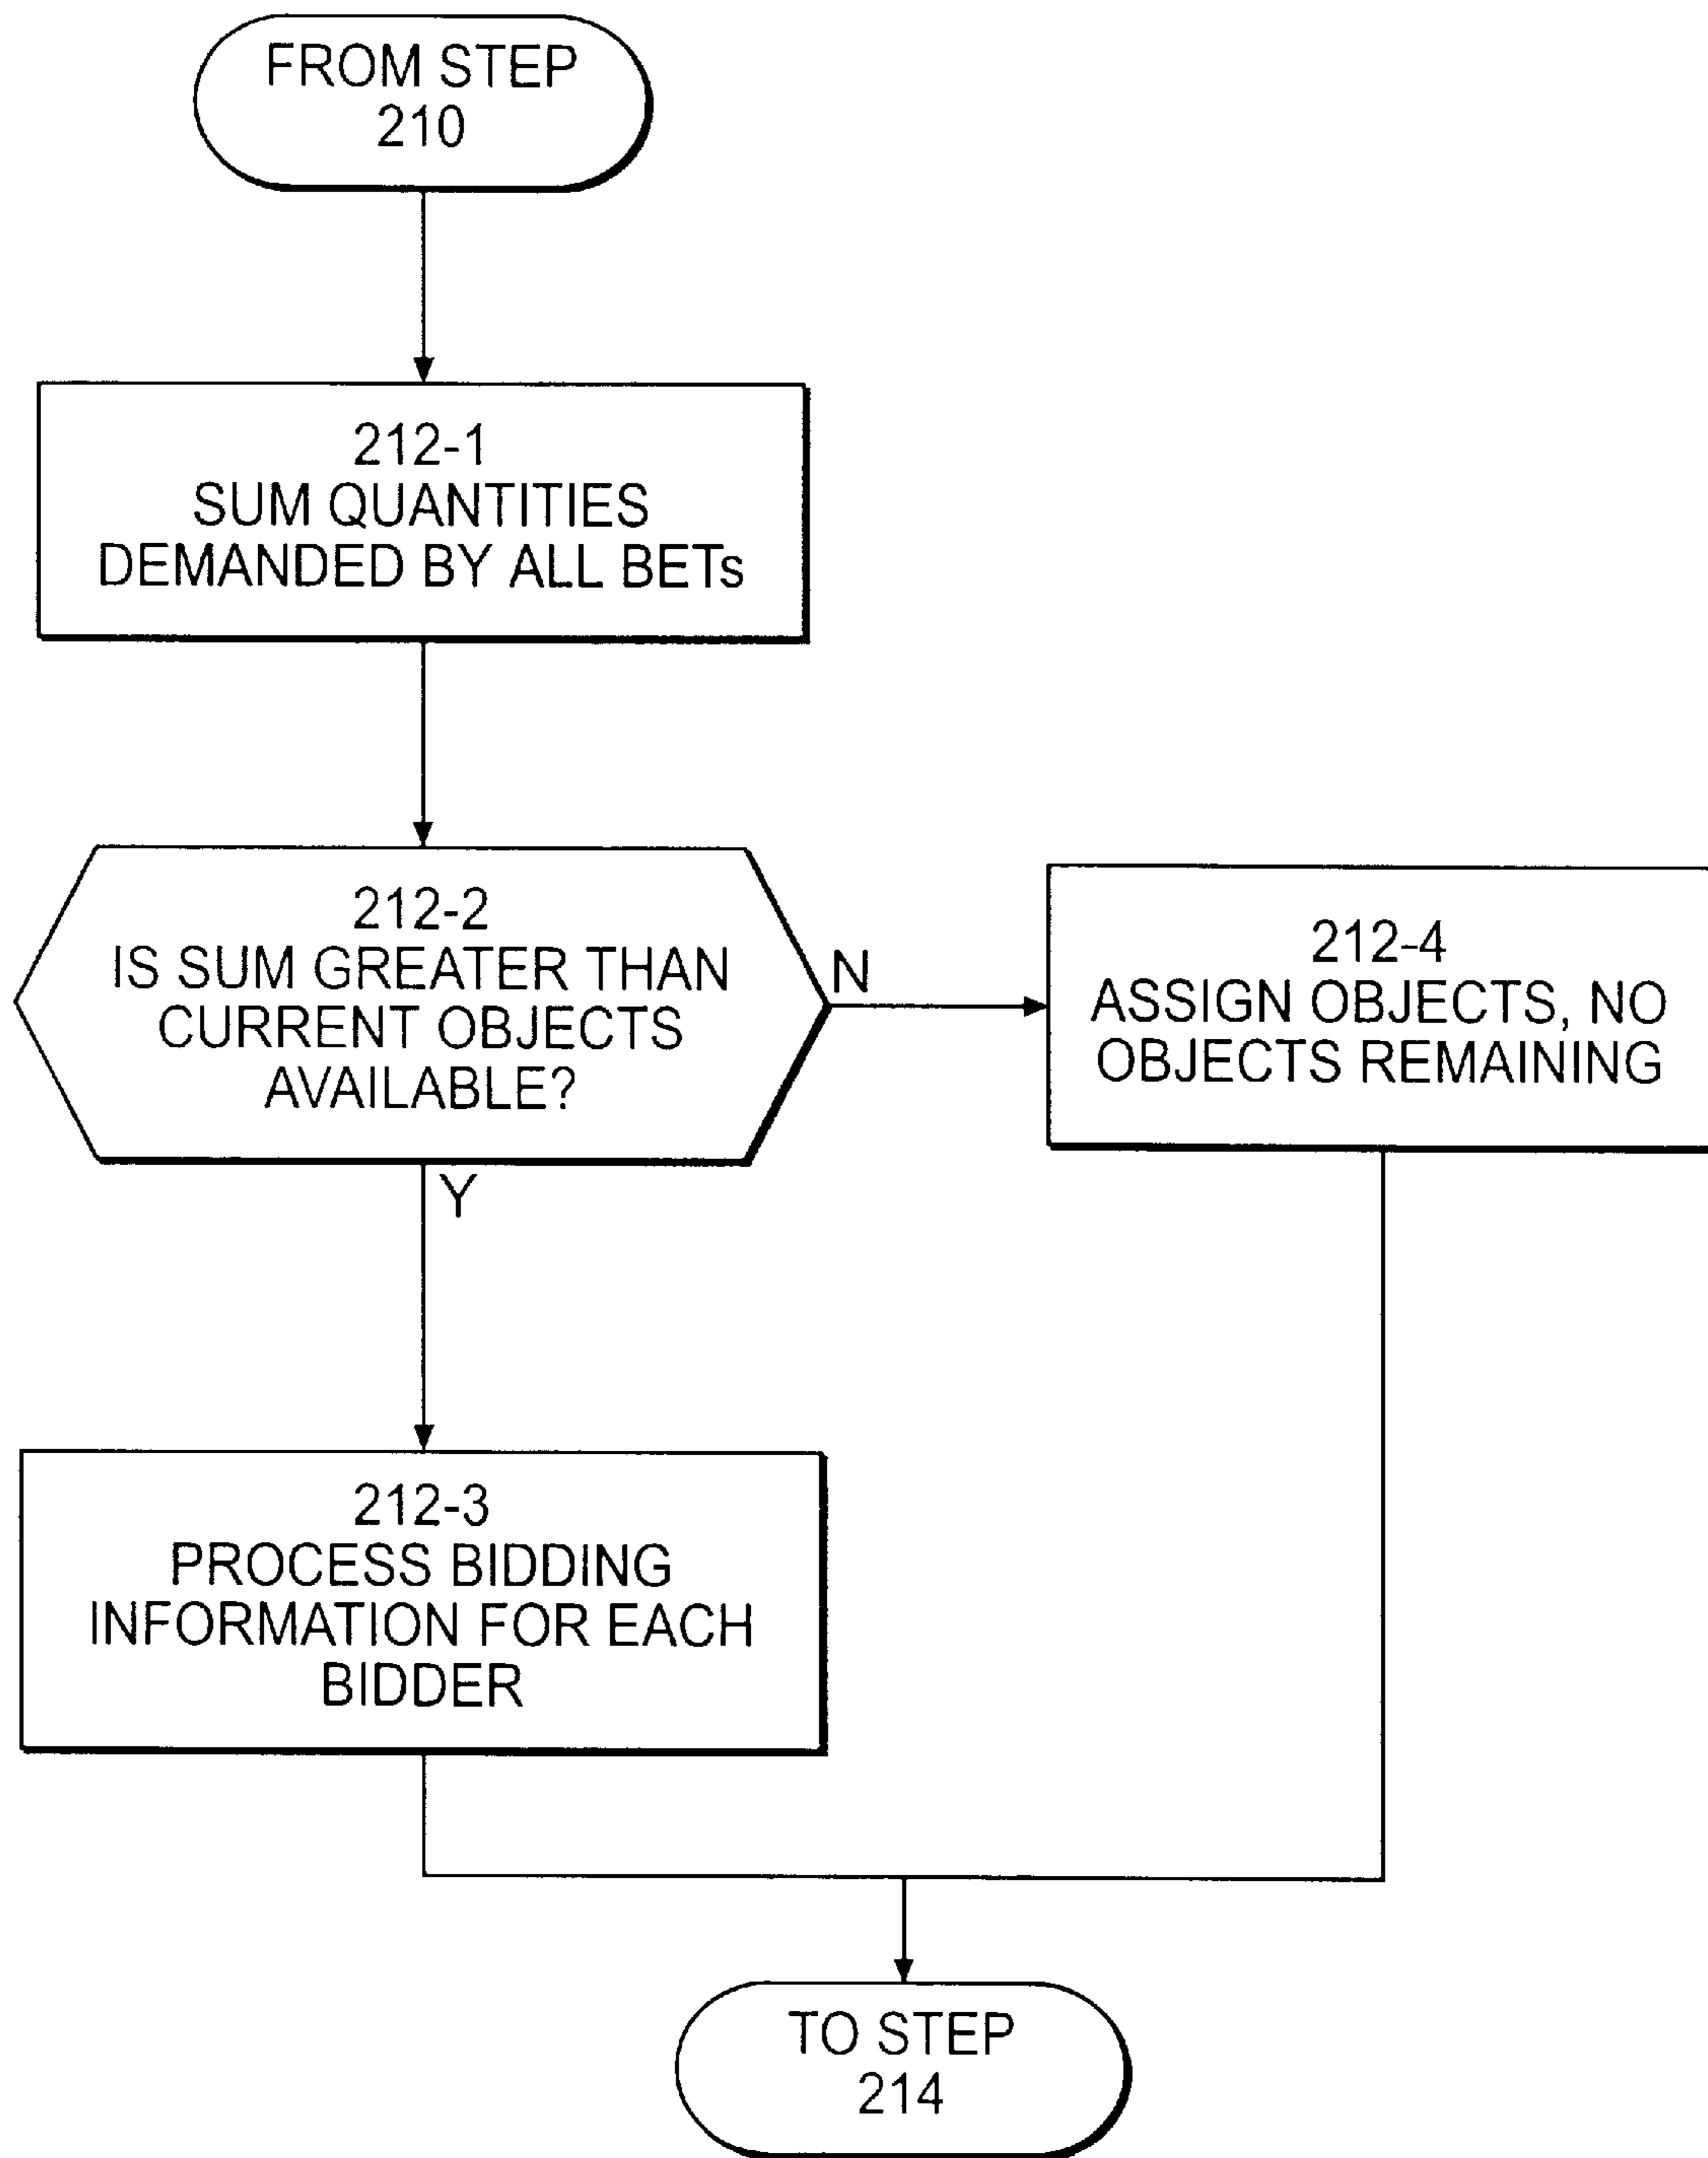 FROM STEP
210
212-1
SUM QUANTITIES
DEMANDED BY ALL BETs
212-2
IS SUM GREATER THAN
CURRENT OBJECTS
AVAILABLE?
N
212-4
ASSIGN OBJECTS, NO
OBJECTS REMAINING
Y
212-3
PROCESS BIDDING
INFORMATION FOR EACH
BIDDER
TO STEP
214